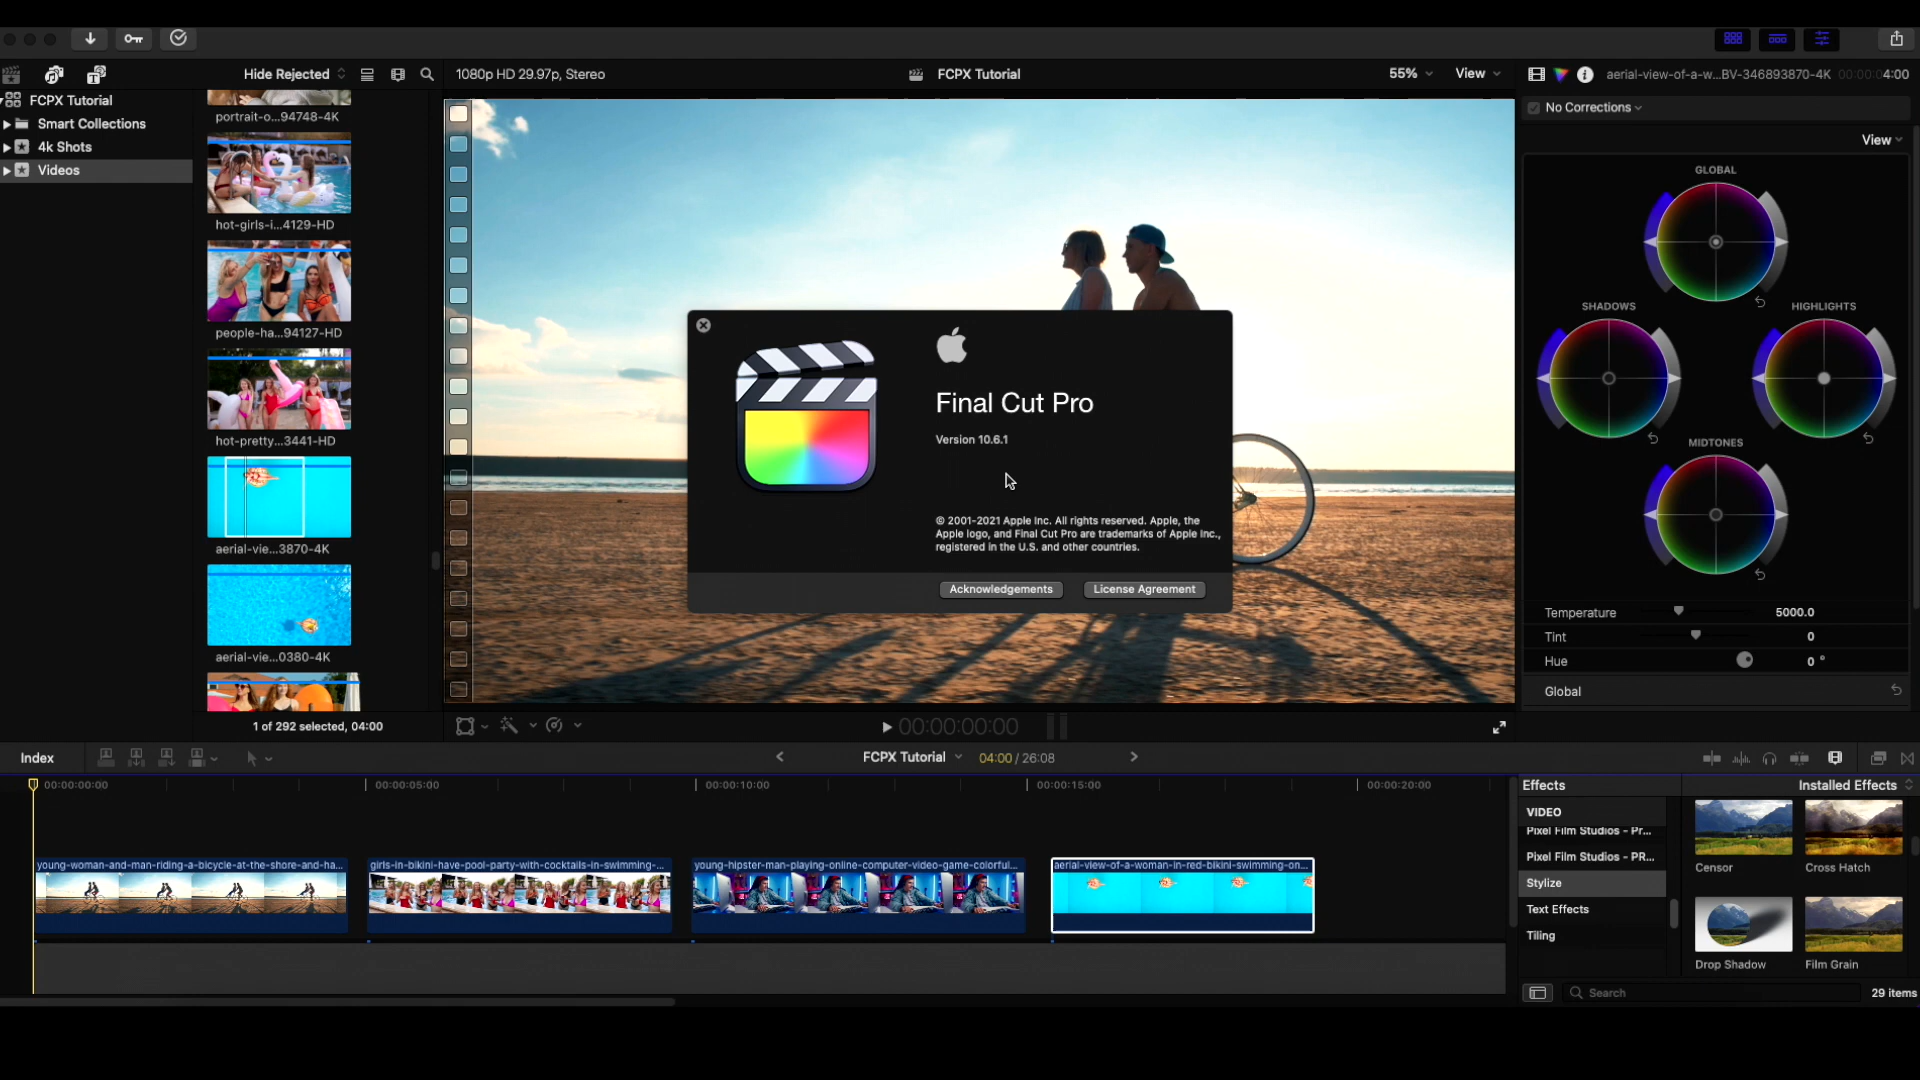 Hide Rejected
1080p HD 29.97p, Stereo
FCPX Tutorial
55%
View
aerial-view-of-a-w...BV-346893870-4K
00:00:04:00
FCPX Tutorial
Smart Collections
4k Shots
Videos
portrait-o...94748-4K
hot-girls-i...4129-HD
people-ha...94127-HD
hot-pretty...3441-HD
aerial-vie...3870-4K
aerial-vie...0380-4K
1 of 292 selected, 04:00
Final Cut Pro
Version 10.6.1
© 2001-2021 Apple Inc. All rights reserved. Apple, the
Apple logo, and Final Cut Pro are trademarks of Apple Inc.,
registered in the U.S. and other countries.
Acknowledgements
License Agreement
00:00:00:00
No Corrections
View
GLOBAL
SHADOWS
HIGHLIGHTS
MIDTONES
Temperature
5000.0
Tint
0
Hue
0 °
Global
Index
FCPX Tutorial
04:00 / 26:08
00:00:00:00
00:00:05:00
00:00:10:00
00:00:15:00
00:00:20:00
young-woman-and-man-riding-a-bicycle-at-the-shore-and-ha...
girls-in-bikini-have-pool-party-with-cocktails-in-swimming-...
young-hipster-man-playing-online-computer-video-game-colorful...
aerial-view-of-a-woman-in-red-bikini-swimming-on...
Effects
Installed Effects
VIDEO
Pixel Film Studios - Pr...
Pixel Film Studios - PR...
Stylize
Text Effects
Tiling
Censor
Cross Hatch
Drop Shadow
Film Grain
Search
29 items